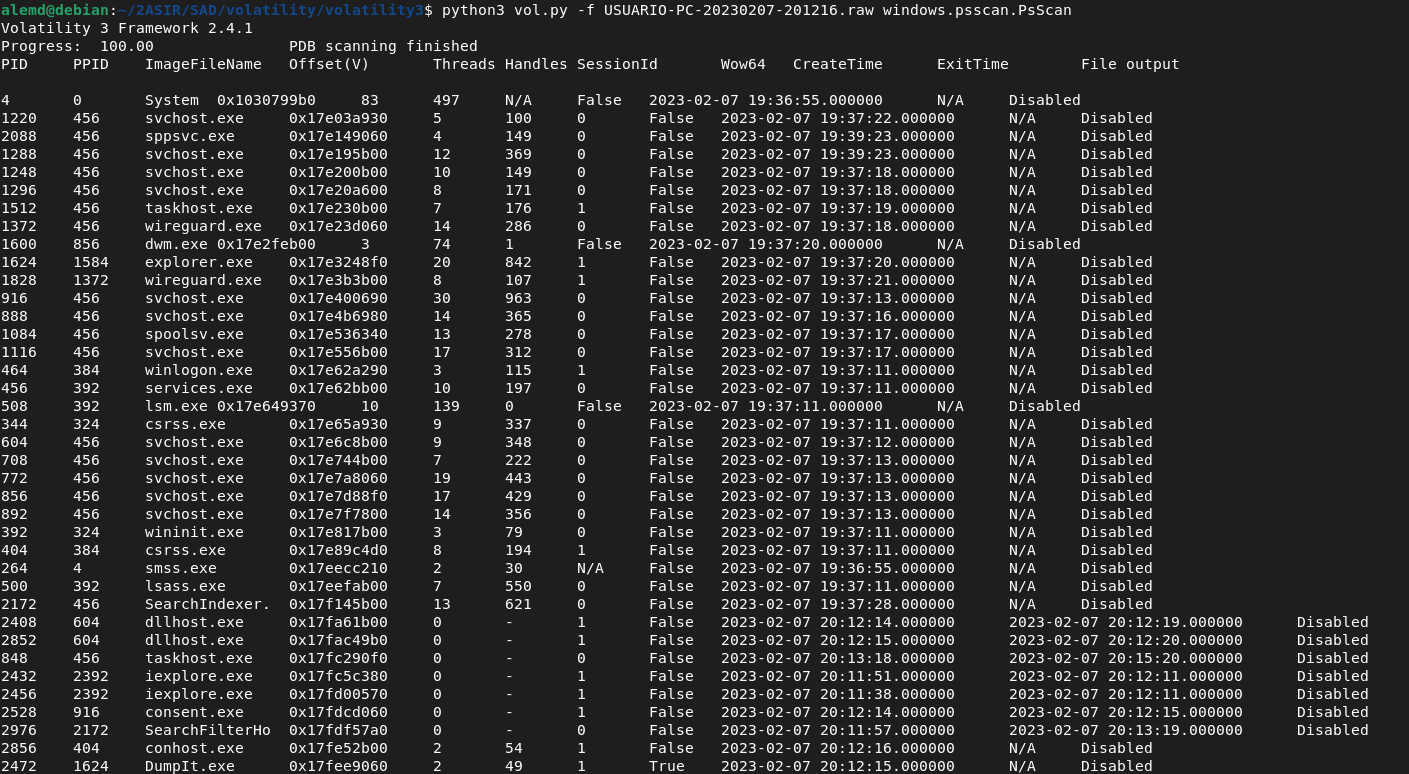 alemd@debian:~/2ASIR/SAD/volatility/volatility3$ python3 vol.py -f USUARIO-PC-20230207-201216.raw windows.psscan.PsScan
Volatility 3 Framework 2.4.1
Progress:  100.00               PDB scanning finished
PID     PPID    ImageFileName   Offset(V)       Threads Handles SessionId       Wow64   CreateTime      ExitTime        File output

4       0       System  0x1030799b0     83      497     N/A     False   2023-02-07 19:36:55.000000      N/A     Disabled
1220    456     svchost.exe     0x17e03a930     5       100     0       False   2023-02-07 19:37:22.000000      N/A     Disabled
2088    456     sppsvc.exe      0x17e149060     4       149     0       False   2023-02-07 19:39:23.000000      N/A     Disabled
1288    456     svchost.exe     0x17e195b00     12      369     0       False   2023-02-07 19:39:23.000000      N/A     Disabled
1248    456     svchost.exe     0x17e200b00     10      149     0       False   2023-02-07 19:37:18.000000      N/A     Disabled
1296    456     svchost.exe     0x17e20a600     8       171     0       False   2023-02-07 19:37:18.000000      N/A     Disabled
1512    456     taskhost.exe    0x17e230b00     7       176     1       False   2023-02-07 19:37:19.000000      N/A     Disabled
1372    456     wireguard.exe   0x17e23d060     14      286     0       False   2023-02-07 19:37:18.000000      N/A     Disabled
1600    856     dwm.exe 0x17e2feb00     3       74      1       False   2023-02-07 19:37:20.000000      N/A     Disabled
1624    1584    explorer.exe    0x17e3248f0     20      842     1       False   2023-02-07 19:37:20.000000      N/A     Disabled
1828    1372    wireguard.exe   0x17e3b3b00     8       107     1       False   2023-02-07 19:37:21.000000      N/A     Disabled
916     456     svchost.exe     0x17e400690     30      963     0       False   2023-02-07 19:37:13.000000      N/A     Disabled
888     456     svchost.exe     0x17e4b6980     14      365     0       False   2023-02-07 19:37:16.000000      N/A     Disabled
1084    456     spoolsv.exe     0x17e536340     13      278     0       False   2023-02-07 19:37:17.000000      N/A     Disabled
1116    456     svchost.exe     0x17e556b00     17      312     0       False   2023-02-07 19:37:17.000000      N/A     Disabled
464     384     winlogon.exe    0x17e62a290     3       115     1       False   2023-02-07 19:37:11.000000      N/A     Disabled
456     392     services.exe    0x17e62bb00     10      197     0       False   2023-02-07 19:37:11.000000      N/A     Disabled
508     392     lsm.exe 0x17e649370     10      139     0       False   2023-02-07 19:37:11.000000      N/A     Disabled
344     324     csrss.exe       0x17e65a930     9       337     0       False   2023-02-07 19:37:11.000000      N/A     Disabled
604     456     svchost.exe     0x17e6c8b00     9       348     0       False   2023-02-07 19:37:12.000000      N/A     Disabled
708     456     svchost.exe     0x17e744b00     7       222     0       False   2023-02-07 19:37:13.000000      N/A     Disabled
772     456     svchost.exe     0x17e7a8060     19      443     0       False   2023-02-07 19:37:13.000000      N/A     Disabled
856     456     svchost.exe     0x17e7d88f0     17      429     0       False   2023-02-07 19:37:13.000000      N/A     Disabled
892     456     svchost.exe     0x17e7f7800     14      356     0       False   2023-02-07 19:37:13.000000      N/A     Disabled
392     324     wininit.exe     0x17e817b00     3       79      0       False   2023-02-07 19:37:11.000000      N/A     Disabled
404     384     csrss.exe       0x17e89c4d0     8       194     1       False   2023-02-07 19:37:11.000000      N/A     Disabled
264     4       smss.exe        0x17eecc210     2       30      N/A     False   2023-02-07 19:36:55.000000      N/A     Disabled
500     392     lsass.exe       0x17eefab00     7       550     0       False   2023-02-07 19:37:11.000000      N/A     Disabled
2172    456     SearchIndexer.  0x17f145b00     13      621     0       False   2023-02-07 19:37:28.000000      N/A     Disabled
2408    604     dllhost.exe     0x17fa61b00     0       -       1       False   2023-02-07 20:12:14.000000      2023-02-07 20:12:19.000000      Disabled
2852    604     dllhost.exe     0x17fac49b0     0       -       1       False   2023-02-07 20:12:15.000000      2023-02-07 20:12:20.000000      Disabled
848     456     taskhost.exe    0x17fc290f0     0       -       0       False   2023-02-07 20:13:18.000000      2023-02-07 20:15:20.000000      Disabled
2432    2392    iexplore.exe    0x17fc5c380     0       -       1       False   2023-02-07 20:11:51.000000      2023-02-07 20:12:11.000000      Disabled
2456    2392    iexplore.exe    0x17fd00570     0       -       1       False   2023-02-07 20:11:38.000000      2023-02-07 20:12:11.000000      Disabled
2528    916     consent.exe     0x17fdcd060     0       -       1       False   2023-02-07 20:12:14.000000      2023-02-07 20:12:15.000000      Disabled
2976    2172    SearchFilterHo  0x17fdf57a0     0       -       0       False   2023-02-07 20:11:57.000000      2023-02-07 20:13:19.000000      Disabled
2856    404     conhost.exe     0x17fe52b00     2       54      1       False   2023-02-07 20:12:16.000000      N/A     Disabled
2472    1624    DumpIt.exe      0x17fee9060     2       49      1       True    2023-02-07 20:12:15.000000      N/A     Disabled